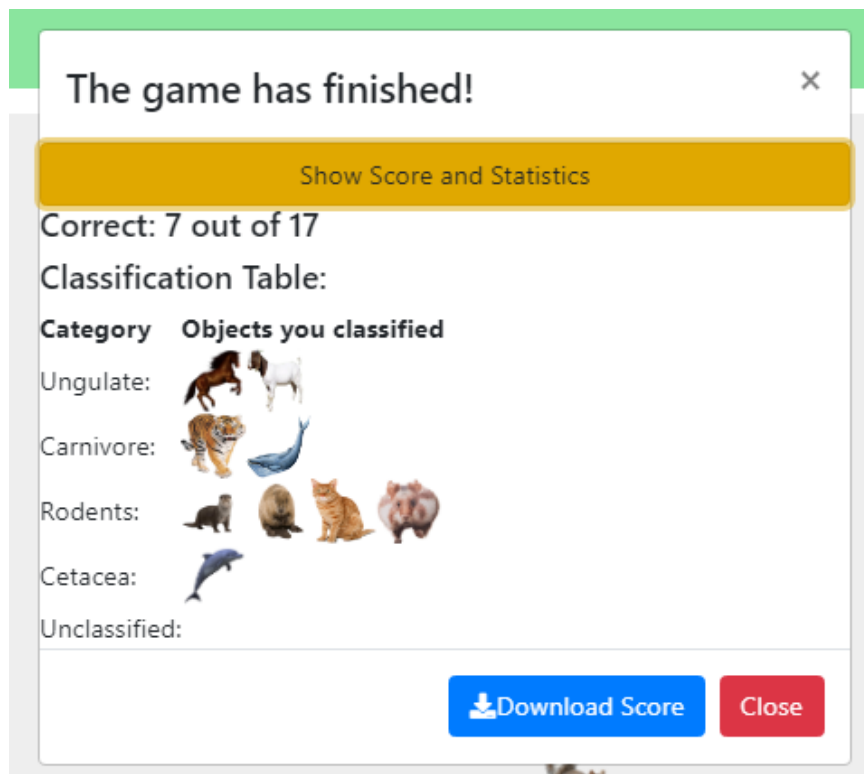 The game has finished!
×
Show Score and Statistics
Correct: 7 out of 17
Classification Table:
Category Objects you classified
Ungulate:
Carnivore:
Rodents:
Cetacea:
Unclassified:
Download Score Close